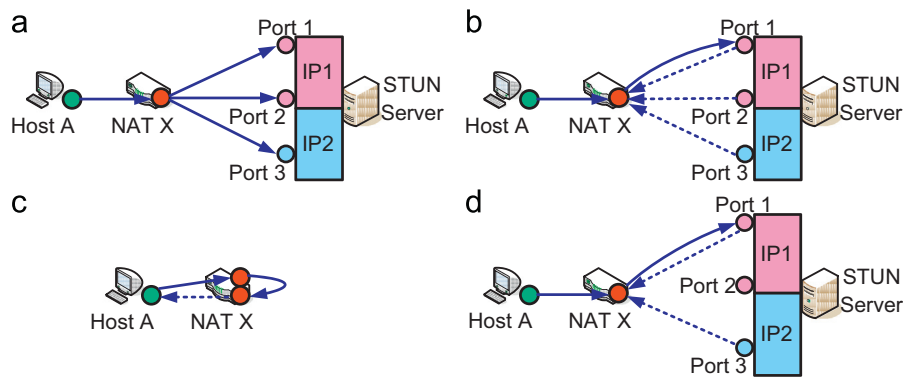 a
Port 1
IP1
STUN
Server
Host A
NAT X
Port 2
IP2
Port 3
b
Port 1
IP1
STUN
Server
Host A
NAT X
Port 2
IP2
Port 3
c
Host A
NAT X
d
Port 1
IP1
STUN
Server
Port 2
Host A
NAT X
IP2
Port 3